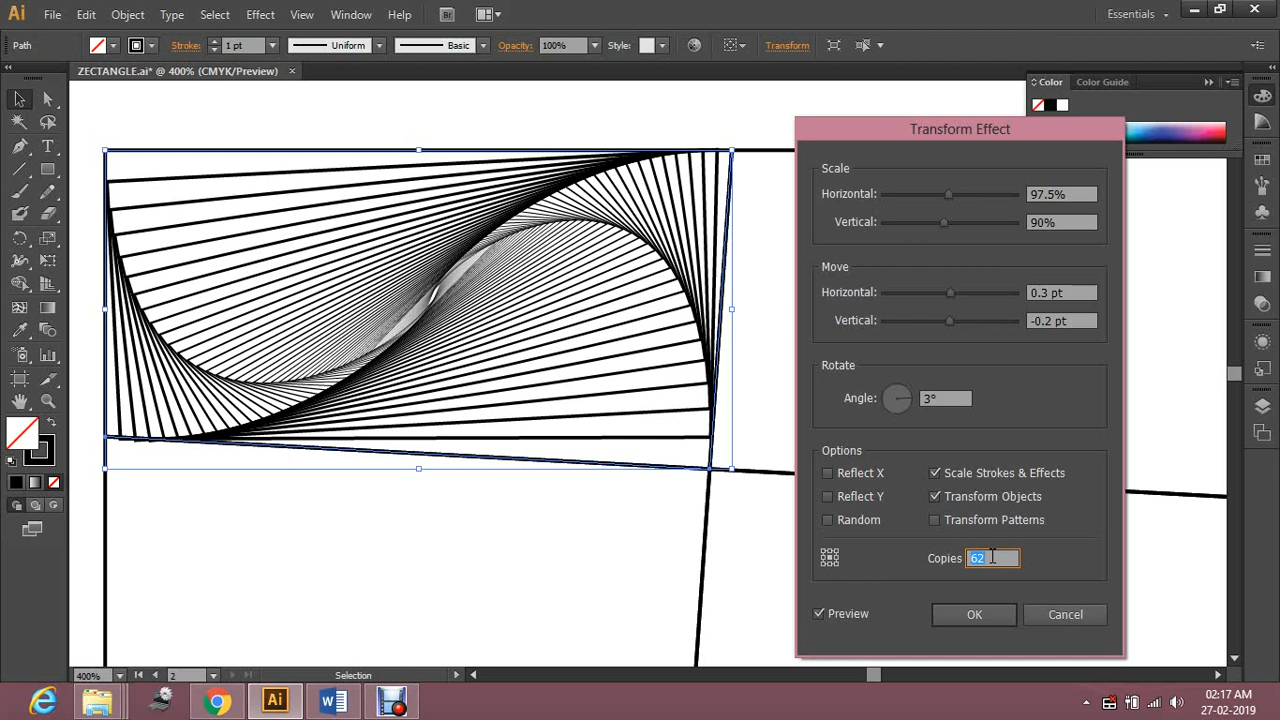 Ai File Edit Object Type Select Effect View Window Help Br Essentials
Path Stroke: 1 pt Uniform Basic Opacity: 100% Style: Transform
ZECTANGLE.ai* @ 400% (CMYK/Preview)
Color Color Guide
Transform Effect
Scale
Horizontal: 97.5%
Vertical: 90%
Move
Horizontal: 0.3 pt
Vertical: -0.2 pt
Rotate
Angle: 3°
Options
Reflect X Scale Strokes & Effects
Reflect Y Transform Objects
Random Transform Patterns
Copies 62
Preview OK Cancel
400% 2 Selection
Ai W 02:17 AM
27-02-2019